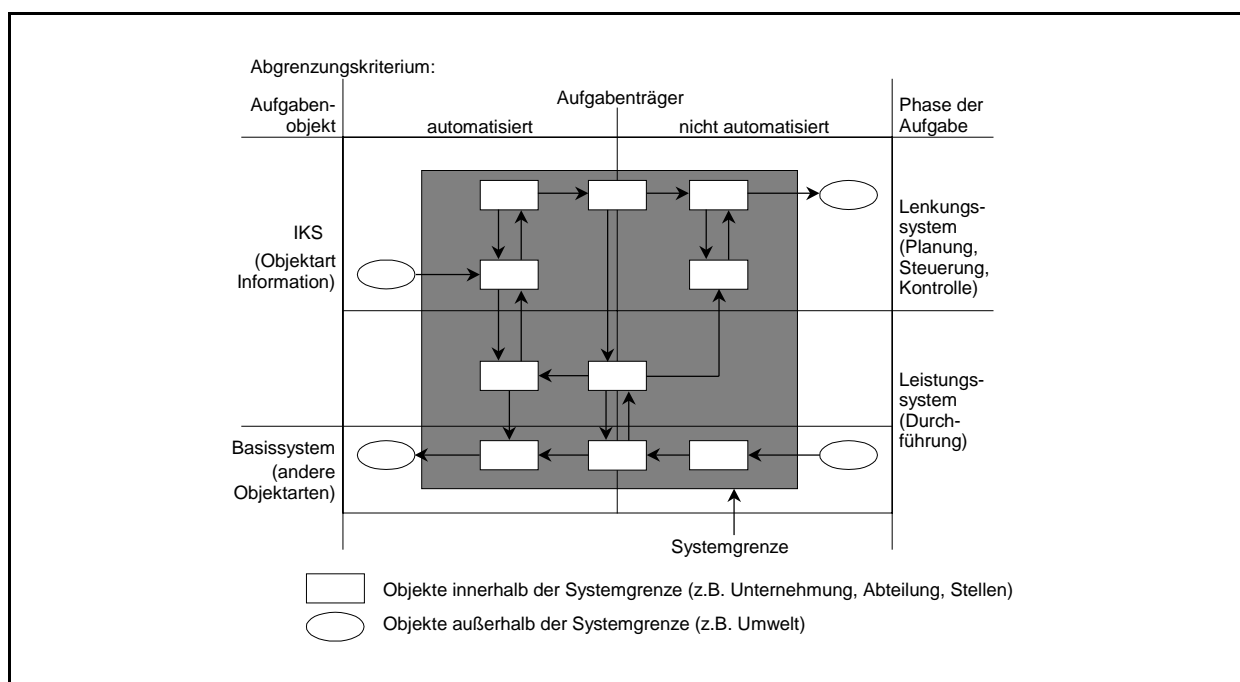 Abgrenzungskriterium:
Aufgaben-
objekt
Aufgabenträger
automatisiert
nicht automatisiert
Phase der
Aufgabe
IKS
(Objektart
Information)
Lenkungs-
system
(Planung,
Steuerung,
Kontrolle)
Leistungs-
system
(Durch-
führung)
Basissystem
(andere
Objektarten)
Systemgrenze
Objekte innerhalb der Systemgrenze (z.B. Unternehmung, Abteilung, Stellen)
Objekte außerhalb der Systemgrenze (z.B. Umwelt)